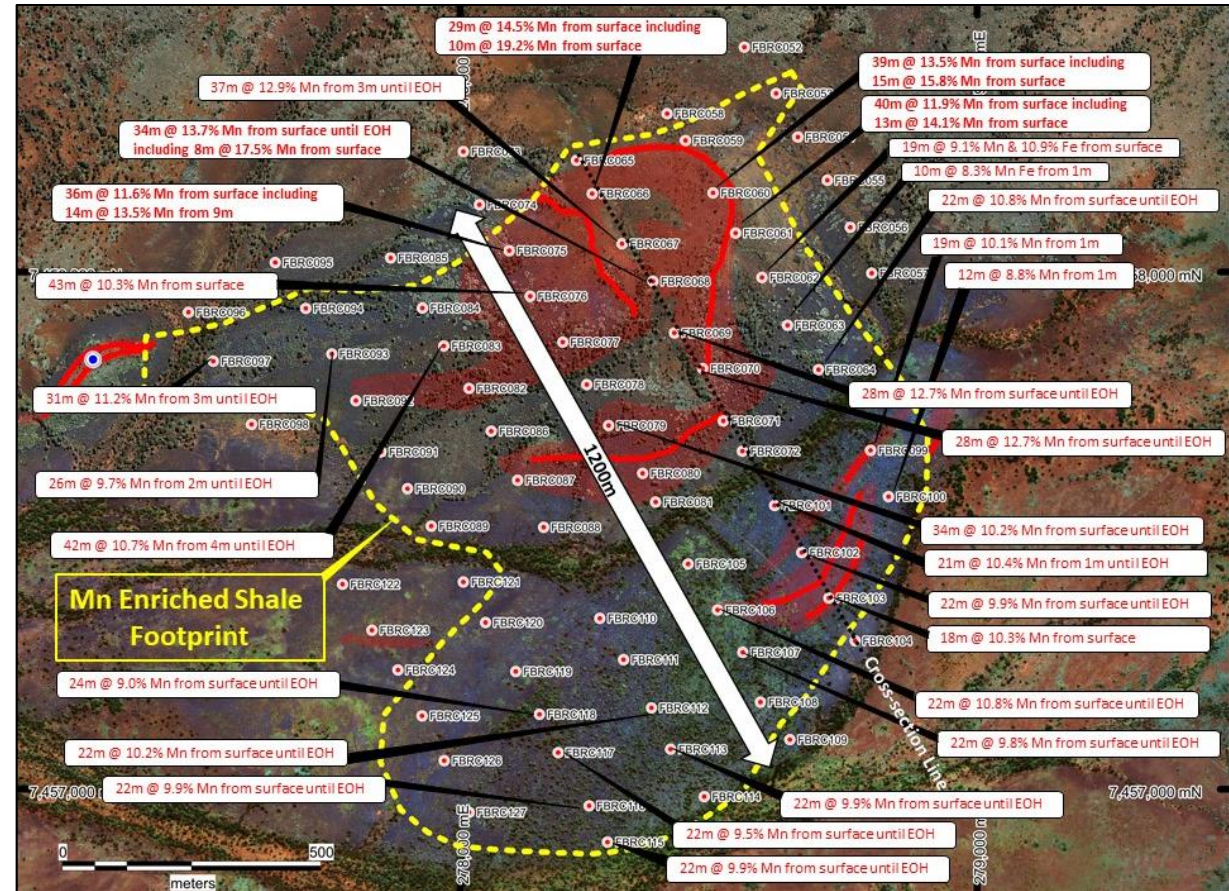 29m @ 14.5% Mn from surface including
10m @ 19.2% Mn from surface
FBRC052
39m @ 13.5% Mn from surface including
15m @ 15.8% Mn from surface
37m @ 12.9% Mn from 3m until EOH
FBRC058
40m @ 11.9% Mn from surface including
13m @ 14.1% Mn from surface
34m @ 13.7% Mn from surface until EOH
including 8m @ 17.5% Mn from surface
FBRC059
19m @ 9.1% Mn & 10.9% Fe from surface
FBRC065
10m @ 8.3% Mn Fe from 1m
FBRC055
36m @ 11.6% Mn from surface including
14m @ 13.5% Mn from 9m
FBRC074
FBRC066
FBRC060
22m @ 10.8% Mn from surface until EOH
FBRC056
FBRC061
FBRC075
FBRC067
19m @ 10.1% Mn from 1m
FBRC095
FBRC085
12m @ 8.8% Mn from 1m
43m @ 10.3% Mn from surface
FBRC076
FBRC068
FBRC062
FBRC096
FBRC094
FBRC084
FBRC063
FBRC069
FBRC077
FBRC083
FBRC093
FBRC097
FBRC070
FBRC064
31m @ 11.2% Mn from 3m until EOH
FBRC082
FBRC078
28m @ 12.7% Mn from surface until EOH
FBRC098
FBRC086
FBRC079
FBRC071
28m @ 12.7% Mn from surface until EOH
FBRC091
FBRC072
FBRC099
26m @ 9.7% Mn from 2m until EOH
FBRC090
FBRC087
FBRC080
1200m
FBRC081
FBRC100
FBRC101
FBRC089
FBRC088
34m @ 10.2% Mn from surface until EOH
42m @ 10.7% Mn from 4m until EOH
FBRC102
21m @ 10.4% Mn from 1m until EOH
FBRC105
Mn Enriched Shale
Footprint
FBRC122
FBRC121
FBRC103
22m @ 9.9% Mn from surface until EOH
FBRC106
FBRC120
FBRC110
FBRC123
FBRC104
18m @ 10.3% Mn from surface
FBRC107
FBRC111
FBRC124
FBRC119
Cross-section Line
24m @ 9.0% Mn from surface until EOH
FBRC125
FBRC118
FBRC112
FBRC108
22m @ 10.8% Mn from surface until EOH
22m @ 10.2% Mn from surface until EOH
FBRC126
FBRC117
FBRC113
FBRC109
22m @ 9.8% Mn from surface until EOH
22m @ 9.9% Mn from surface until EOH
7,457,000 mN
FBRC114
7,457,000 mN
FBRC127
22m @ 9.9% Mn from surface until EOH
22m @ 9.5% Mn from surface until EOH
FBRC115
22m @ 9.9% Mn from surface until EOH
278,000 mE
279,000 mE
0 500
meters